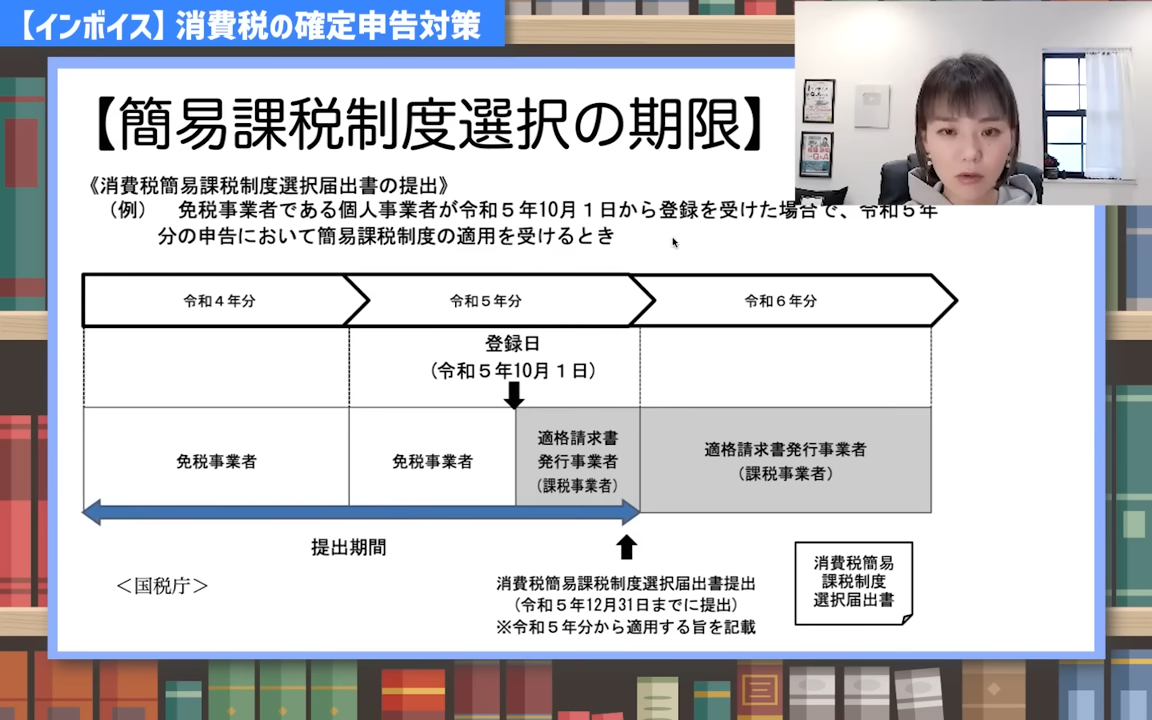 【インボイス】消費税の確定申告対策
【簡易課税制度選択の期限】
《消費税簡易課税制度選択届出書の提出》
(例) 免税事業者である個人事業者が令和5年10月1日から登録を受けた場合で、令和5年
分の申告において簡易課税制度の適用を受けるとき
令和4年分
令和5年分
令和6年分
登録日
(令和5年10月1日)
免税事業者
免税事業者
適格請求書
発行事業者
(課税事業者)
適格請求書発行事業者
(課税事業者)
提出期間
<国税庁>
消費税簡易課税制度選択届出書提出
(令和5年12月31日までに提出)
※令和5年分から適用する旨を記載
消費税簡易
課税制度
選択届出書